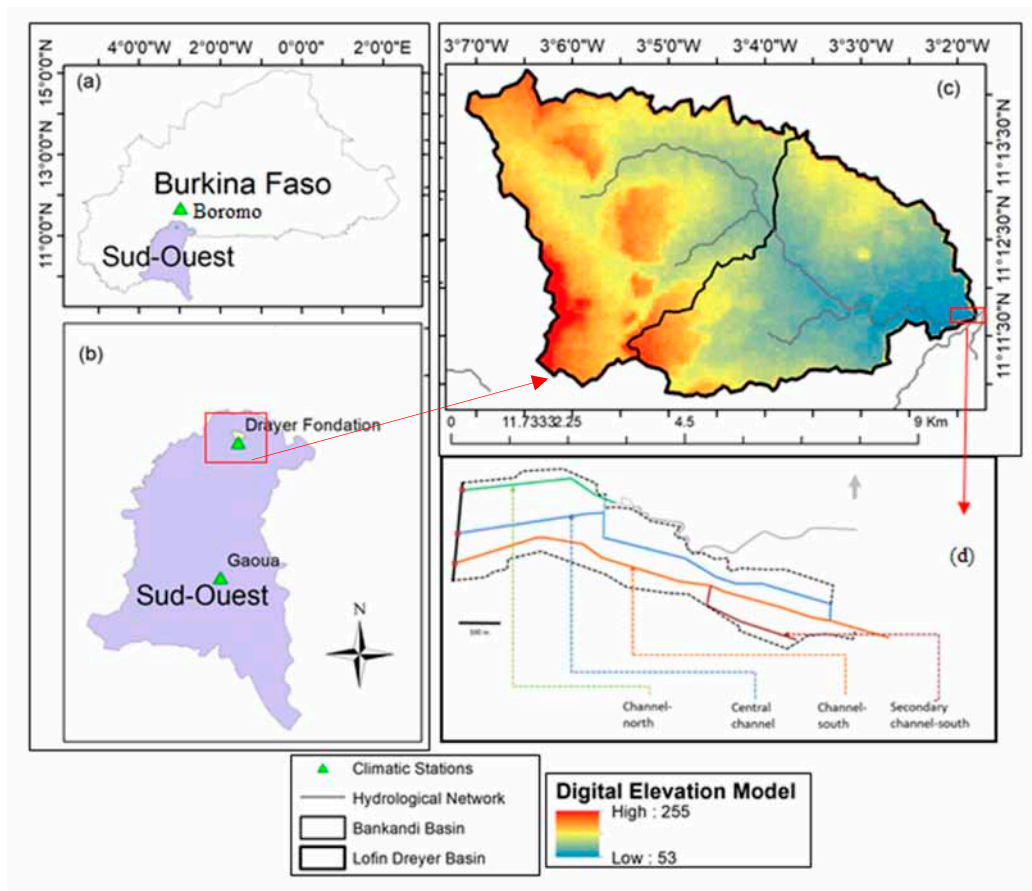 4°0'0"W 2°0'0"W 0°0'0"E 2°0'0"E
15°0'0"N
13°0'0"N
11°0'0"N
(a)
Burkina Faso
Boromo
Sud-Ouest
(b)
Drayer Fondation
Gaoua
Sud-Ouest
N
3°7'0"W 3°6'0"W 3°5'0"W 3°4'0"W 3°3'0"W 3°2'0"W
(c)
11°13'30"N
11°12'30"N
11°11'30"N
0 11.733332.25 4.5 9 Km
(d)
Channel-
north
Central
channel
Channel-
south
Secondary
channel-south
Climatic Stations
Hydrological Network
Bankandi Basin
Lofin Dreyer Basin
Digital Elevation Model
High : 255
Low : 53